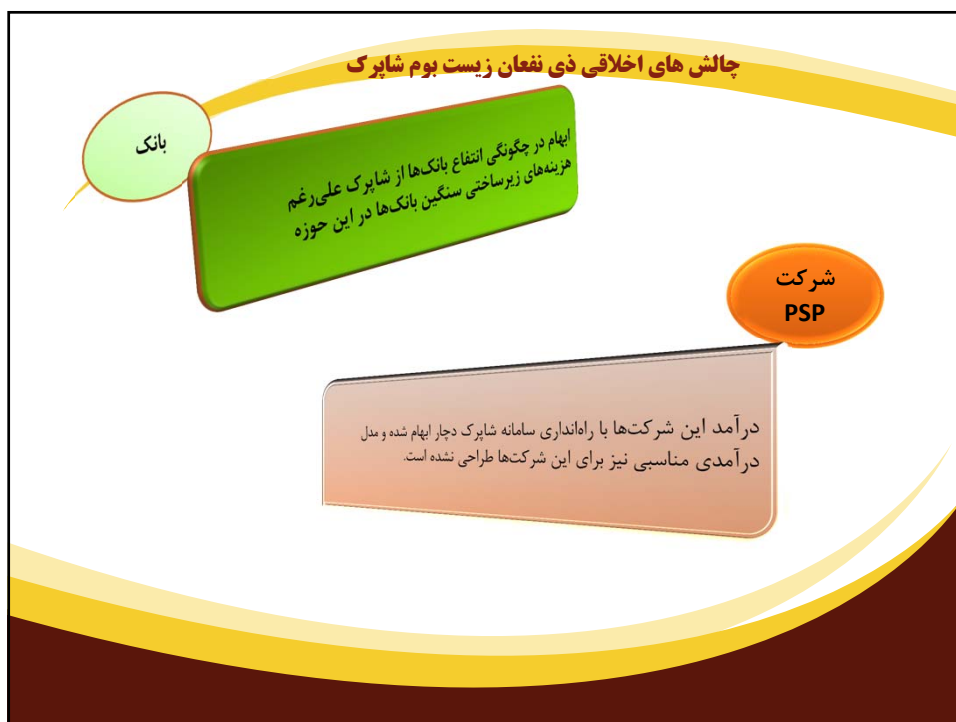 چالش های اخلاقی ذی نفعان زیست بوم شاپرک
بانک
ابهام در چگونگی انتفاع بانک‌ها از شاپرک علی‌رغم
هزینه‌های زیرساختی سنگین بانک‌ها در این حوزه
شرکت
PSP
درآمد این شرکت‌ها با راه‌انداری سامانه شاپرک دچار ابهام شده و مدل
درآمدی مناسبی نیز برای این شرکت‌ها طراحی نشده است.